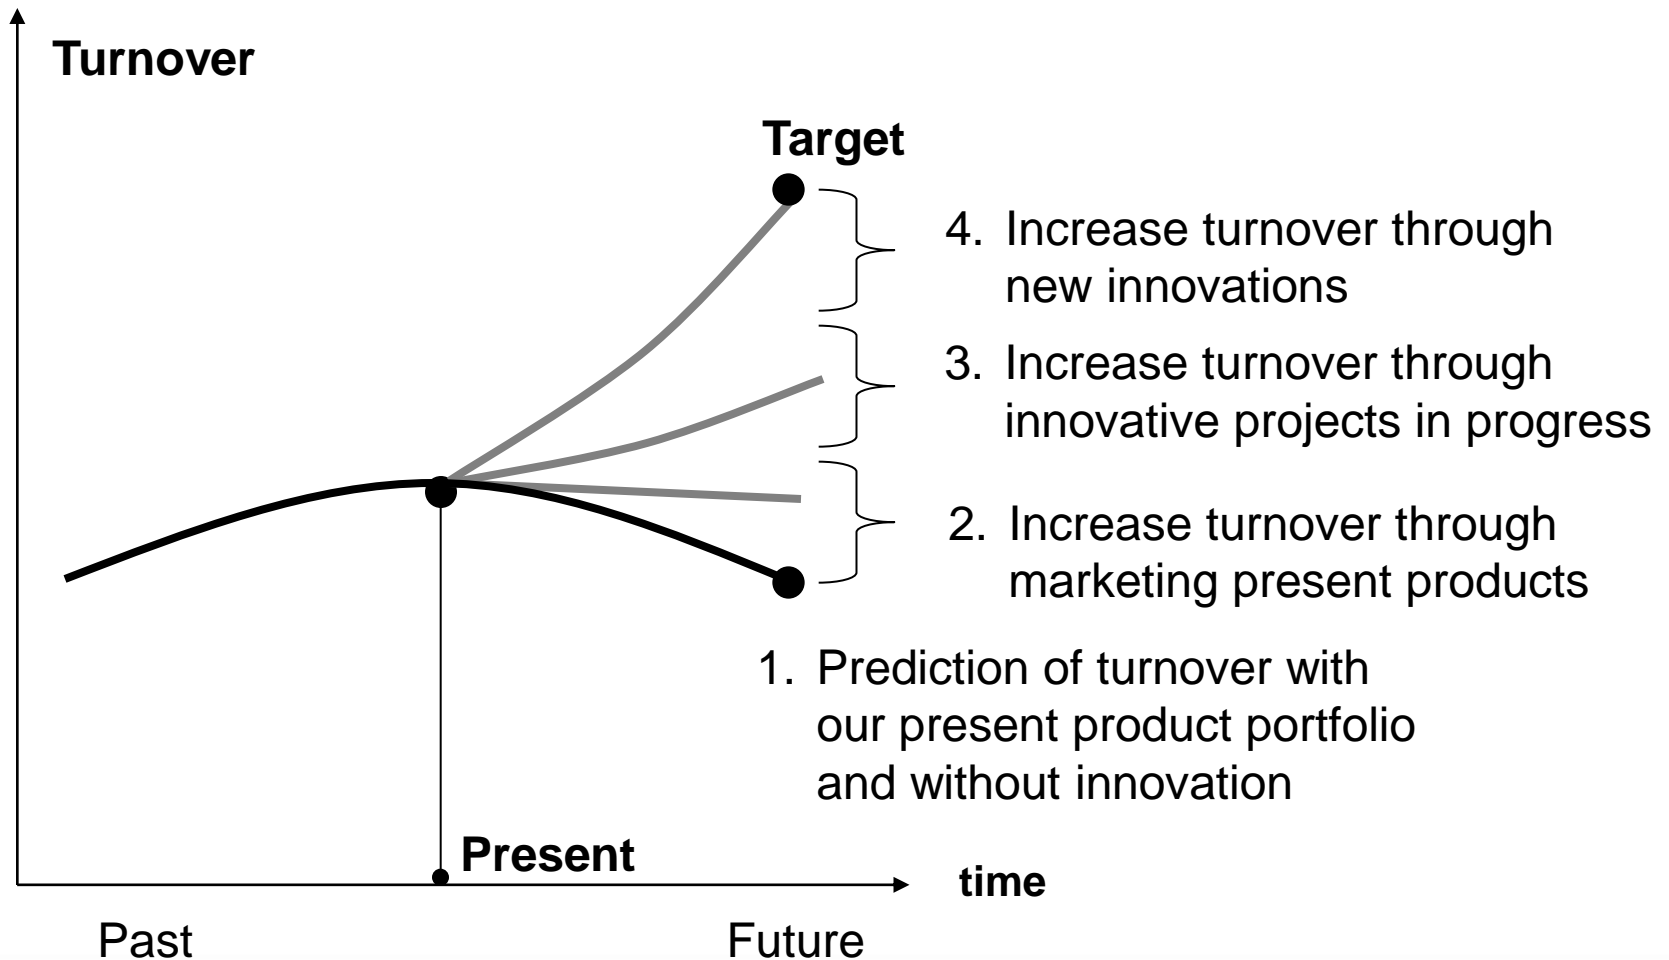 Turnover
Target
4. Increase turnover through
new innovations
3. Increase turnover through
innovative projects in progress
2. Increase turnover through
marketing present products
1. Prediction of turnover with
our present product portfolio
and without innovation
Present
time
Past
Future